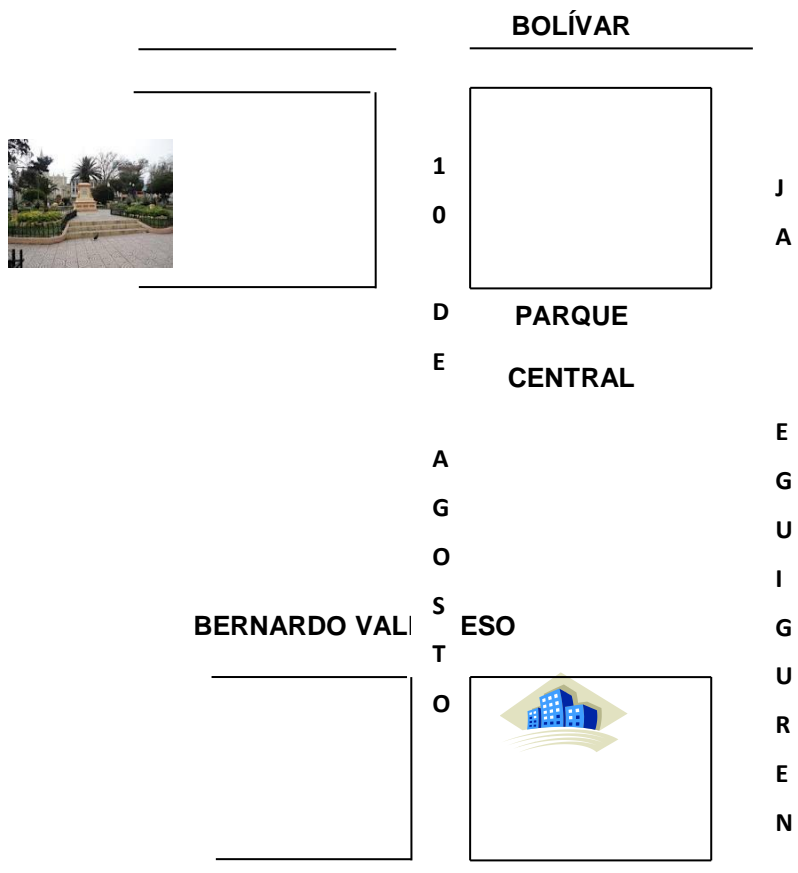 BOLÍVAR
10 DE AGOSTO
JA EGUIGUREN
PARQUE
CENTRAL
BERNARDO VAL ESO